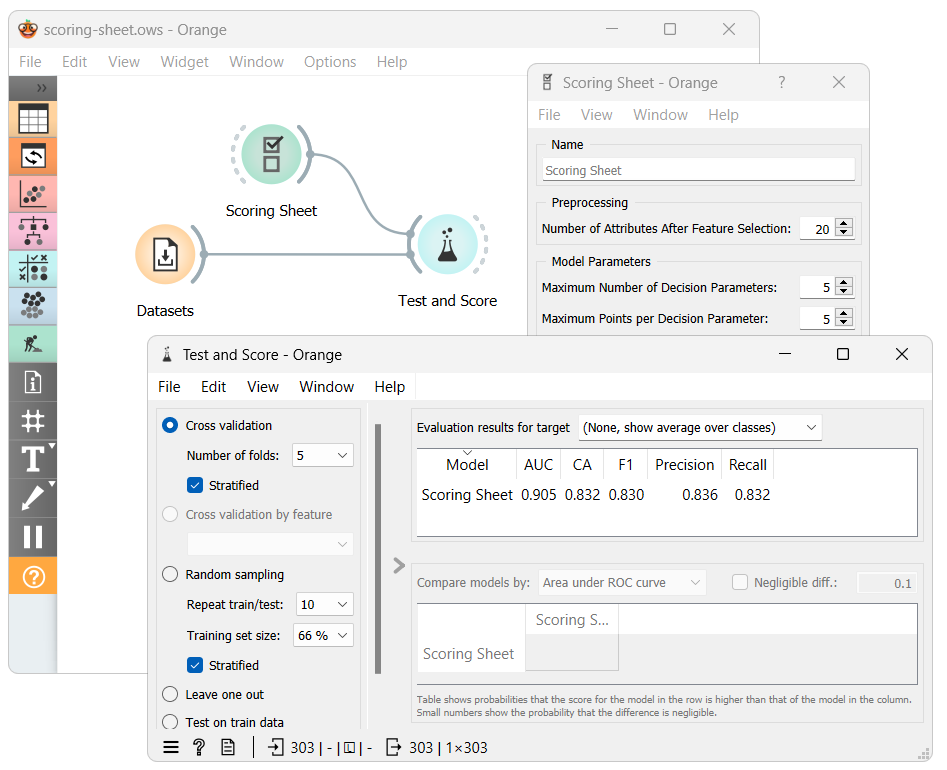 scoring-sheet.ows - Orange
File Edit View Widget Window Options Help
Scoring Sheet
Datasets
Test and Score
Scoring Sheet - Orange ?
File View Window Help
Name
Scoring Sheet
Preprocessing
Number of Attributes After Feature Selection: 20
Model Parameters
Maximum Number of Decision Parameters: 5
Maximum Points per Decision Parameter: 5
Test and Score - Orange
File Edit View Window Help
Cross validation
Number of folds: 5
Stratified
Cross validation by feature
Random sampling
Repeat train/test: 10
Training set size: 66 %
Stratified
Leave one out
Test on train data
Evaluation results for target (None, show average over classes)
Model AUC CA F1 Precision Recall
Scoring Sheet 0.905 0.832 0.830 0.836 0.832
Compare models by: Area under ROC curve Negligible diff.: 0.1
Scoring S...
Scoring Sheet
Table shows probabilities that the score for the model in the row is higher than that of the model in the column.
Small numbers show the probability that the difference is negligible.
303 | - | - 303 | 1×303